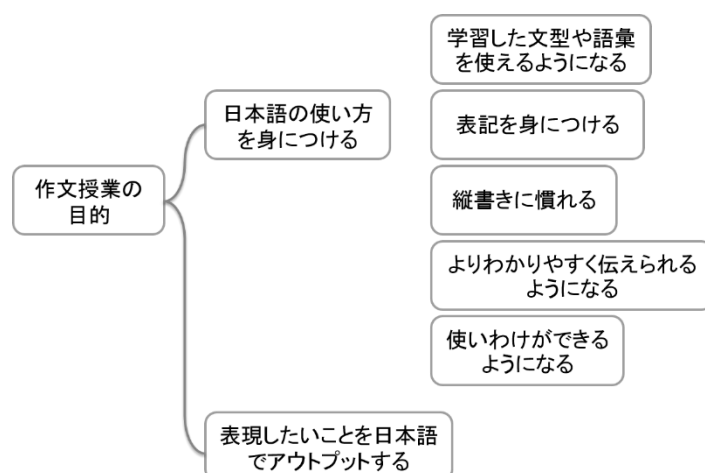 作文授業の
目的
日本語の使い方
を身につける
学習した文型や語彙
を使えるようになる
表記を身につける
縦書きに慣れる
よりわかりやすく伝えられる
ようになる
使いわけができる
ようになる
表現したいことを日本語
でアウトプットする